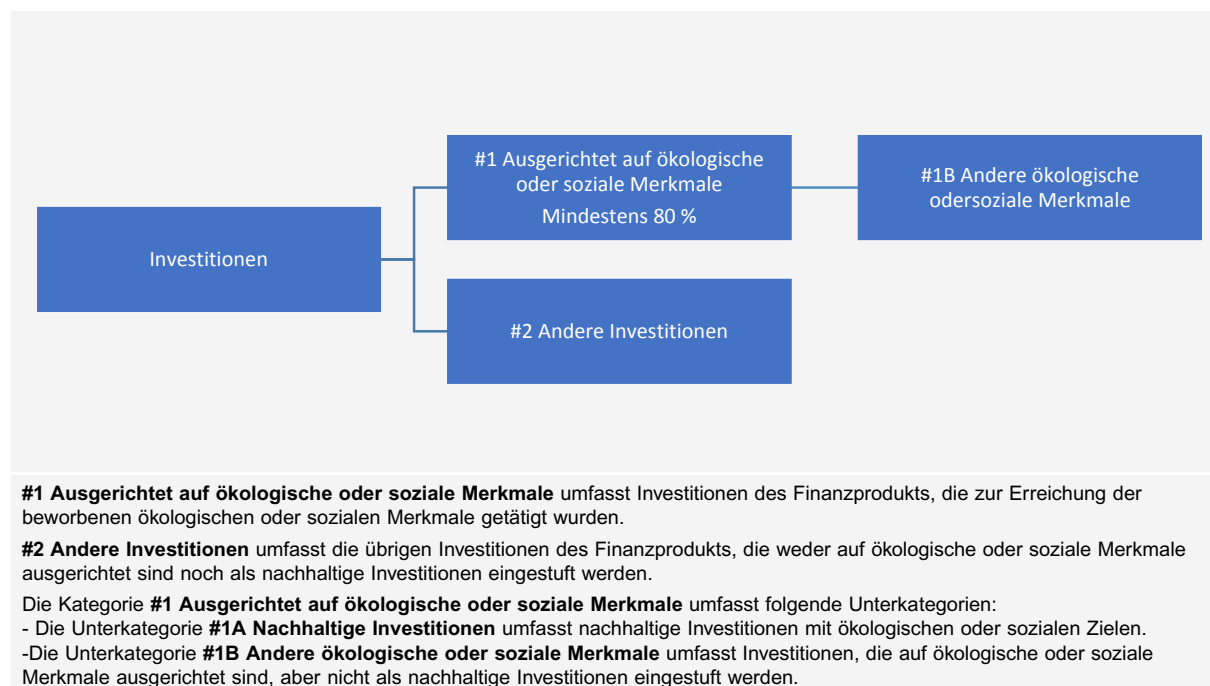 #1 Ausgerichtet auf ökologische
oder soziale Merkmale
Mindestens 80 %
#1B Andere ökologische
odersoziale Merkmale
Investitionen
#2 Andere Investitionen
#1 Ausgerichtet auf ökologische oder soziale Merkmale umfasst Investitionen des Finanzprodukts, die zur Erreichung der
beworbenen ökologischen oder sozialen Merkmale getätigt wurden.
#2 Andere Investitionen umfasst die übrigen Investitionen des Finanzprodukts, die weder auf ökologische oder soziale Merkmale
ausgerichtet sind noch als nachhaltige Investitionen eingestuft werden.
Die Kategorie #1 Ausgerichtet auf ökologische oder soziale Merkmale umfasst folgende Unterkategorien:
- Die Unterkategorie #1A Nachhaltige Investitionen umfasst nachhaltige Investitionen mit ökologischen oder sozialen Zielen.
-Die Unterkategorie #1B Andere ökologische oder soziale Merkmale umfasst Investitionen, die auf ökologische oder soziale
Merkmale ausgerichtet sind, aber nicht als nachhaltige Investitionen eingestuft werden.